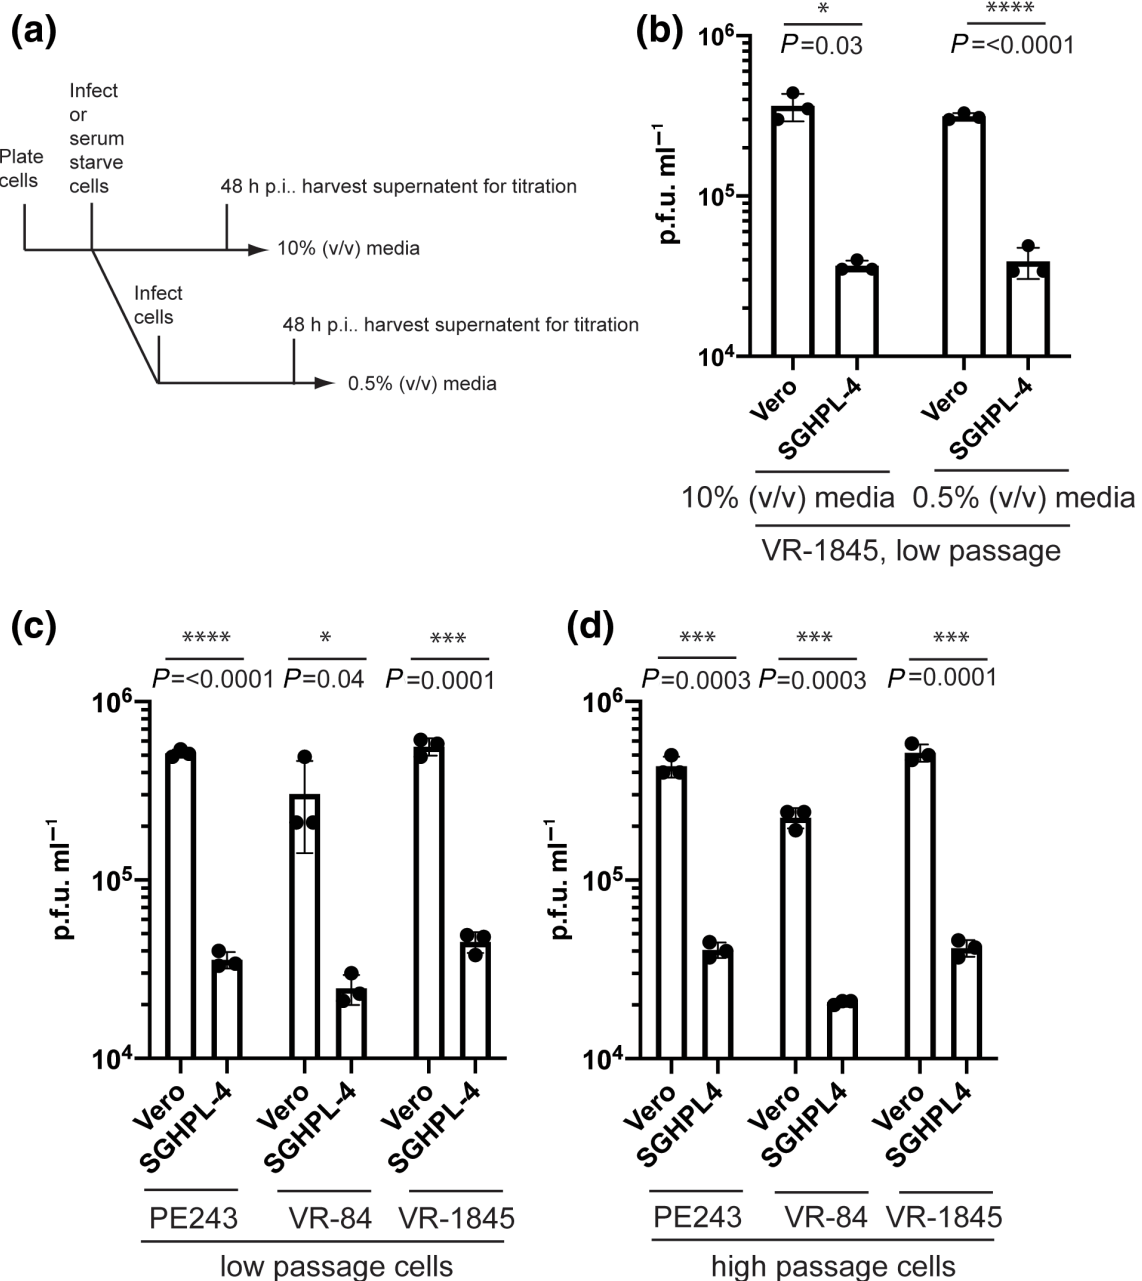 (a)
Infect
or
serum
starve
cells
Plate
cells
48 h p.i.. harvest supernatent for titration
10% (v/v) media
Infect
cells
48 h p.i.. harvest supernatent for titration
0.5% (v/v) media
(b)
* ****
P=0.03 P=<0.0001
10⁶
10⁵
10⁴
p.f.u. ml⁻¹
Vero SGHPL-4 Vero SGHPL-4
10% (v/v) media 0.5% (v/v) media
VR-1845, low passage
(c)
**** * ***
P=<0.0001 P=0.04 P=0.0001
10⁶
10⁵
10⁴
p.f.u. ml⁻¹
Vero SGHPL-4 Vero SGHPL-4 Vero SGHPL-4
PE243 VR-84 VR-1845
low passage cells
(d)
*** *** ***
P=0.0003 P=0.0003 P=0.0001
10⁶
10⁵
10⁴
p.f.u. ml⁻¹
Vero SGHPL4 Vero SGHPL4 Vero SGHPL4
PE243 VR-84 VR-1845
high passage cells